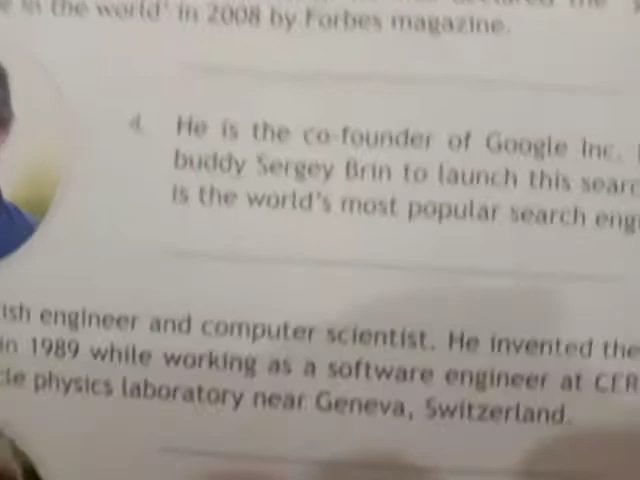 in the world' in 2008 by Forbes magazine.
4. He is the co-founder of Google Inc.
buddy Sergey Brin to launch this searc
is the world's most popular search eng
ish engineer and computer scientist. He invented the
in 1989 while working as a software engineer at CER
cle physics laboratory near Geneva, Switzerland.